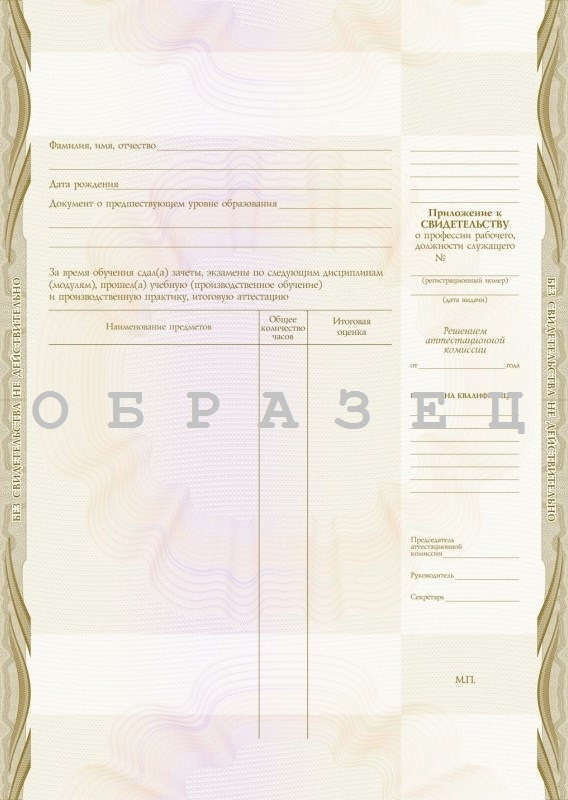 Фамилия, имя, отчество
Дата рождения
Документ о предшествующем уровне образования
За время обучения сдал(а) зачеты, экзамены по следующим дисциплинам
(модулям), прошел(а) учебную (производственное обучение)
и производственную практику, итоговую аттестацию
Наименование предметов
Общее
количество
часов
Итоговая
оценка
Приложение к
СВИДЕТЕЛЬСТВУ
о профессии рабочего,
должности служащего
№
(регистрационный номер)
(дата выдачи)
Решением
аттестационной
комиссии
от года
КВАЛИФ
Председатель
аттестационной
комиссии
Руководитель
Секретарь
М.П.
ОБРАЗЕЦ
БЕЗ СВИДЕТЕЛЬСТВА НЕ ДЕЙСТВИТЕЛЬНО
БЕЗ СВИДЕТЕЛЬСТВА НЕ ДЕЙСТВИТЕЛЬНО